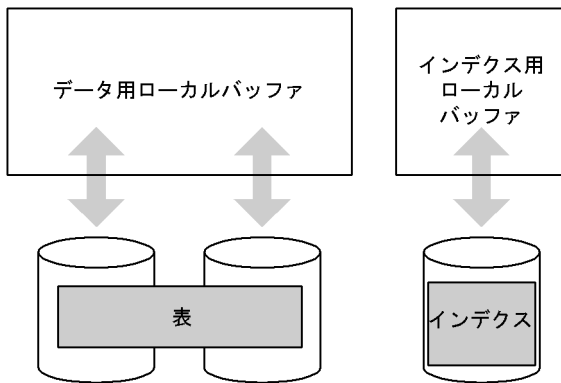 データ用ローカルバッファ
インデクス用
ローカル
バッファ
表
インデクス